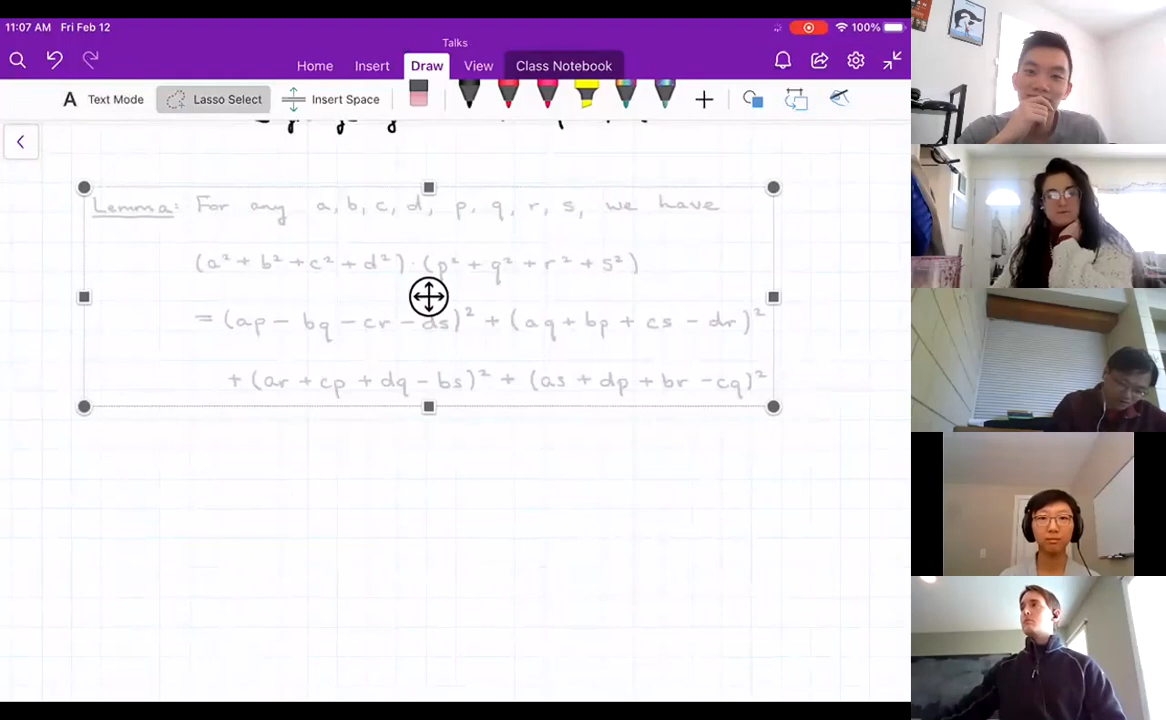 11:07 AM Fri Feb 12
100%
Talks
Home Insert Draw View Class Notebook
A Text Mode Lasso Select Insert Space
Lemma: For any a, b, c, d, p, q, r, s, we have
(a² + b² + c² + d²) · (p² + q² + r² + s²)
= (ap - bq - cr - ds)² + (aq + bp + cs - dr)²
+ (ar + cp + dq - bs)² + (as + dp + br - cq)²